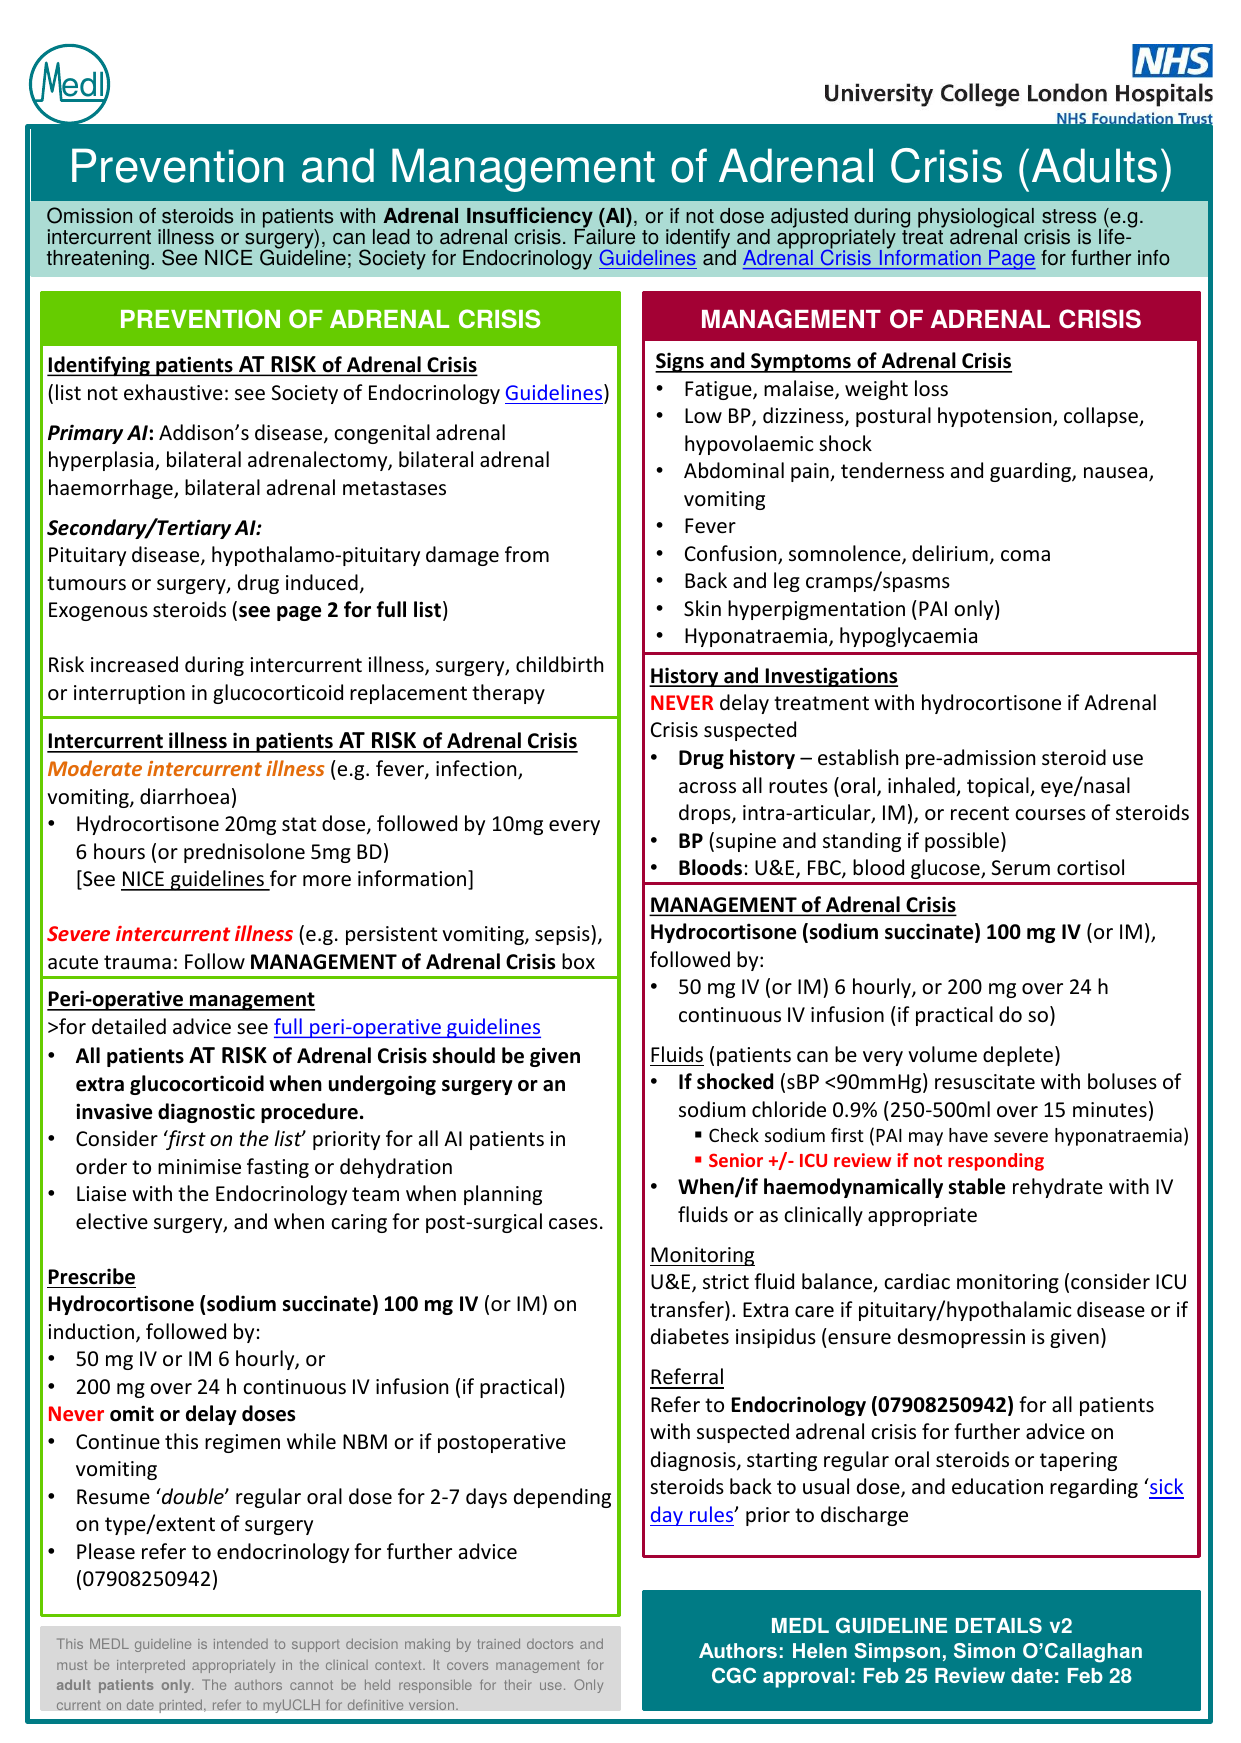 Medl
NHS
University College London Hospitals
NHS Foundation Trust
Prevention and Management of Adrenal Crisis (Adults)
Omission of steroids in patients with Adrenal Insufficiency (AI), or if not dose adjusted during physiological stress (e.g.
intercurrent illness or surgery), can lead to adrenal crisis. Failure to identify and appropriately treat adrenal crisis is life-
threatening. See NICE Guideline; Society for Endocrinology Guidelines and Adrenal Crisis Information Page for further info
PREVENTION OF ADRENAL CRISIS
Identifying patients AT RISK of Adrenal Crisis
(list not exhaustive: see Society of Endocrinology Guidelines)
Primary AI: Addison's disease, congenital adrenal
hyperplasia, bilateral adrenalectomy, bilateral adrenal
haemorrhage, bilateral adrenal metastases
Secondary/Tertiary AI:
Pituitary disease, hypothalamo-pituitary damage from
tumours or surgery, drug induced,
Exogenous steroids (see page 2 for full list)
Risk increased during intercurrent illness, surgery, childbirth
or interruption in glucocorticoid replacement therapy
Intercurrent illness in patients AT RISK of Adrenal Crisis
Moderate intercurrent illness (e.g. fever, infection,
vomiting, diarrhoea)
• Hydrocortisone 20mg stat dose, followed by 10mg every
6 hours (or prednisolone 5mg BD)
[See NICE guidelines for more information]
Severe intercurrent illness (e.g. persistent vomiting, sepsis),
acute trauma: Follow MANAGEMENT of Adrenal Crisis box
Peri-operative management
>for detailed advice see full peri-operative guidelines
• All patients AT RISK of Adrenal Crisis should be given
extra glucocorticoid when undergoing surgery or an
invasive diagnostic procedure.
• Consider 'first on the list' priority for all AI patients in
order to minimise fasting or dehydration
• Liaise with the Endocrinology team when planning
elective surgery, and when caring for post-surgical cases.
Prescribe
Hydrocortisone (sodium succinate) 100 mg IV (or IM) on
induction, followed by:
• 50 mg IV or IM 6 hourly, or
• 200 mg over 24 h continuous IV infusion (if practical)
Never omit or delay doses
• Continue this regimen while NBM or if postoperative
vomiting
• Resume 'double' regular oral dose for 2-7 days depending
on type/extent of surgery
• Please refer to endocrinology for further advice
(07908250942)
This MEDL guideline is intended to support decision making by trained doctors and
must be interpreted appropriately in the clinical context. It covers management for
adult patients only. The authors cannot be held responsible for their use. Only
current on date printed, refer to myUCLH for definitive version.
MANAGEMENT OF ADRENAL CRISIS
Signs and Symptoms of Adrenal Crisis
• Fatigue, malaise, weight loss
• Low BP, dizziness, postural hypotension, collapse,
hypovolaemic shock
• Abdominal pain, tenderness and guarding, nausea,
vomiting
• Fever
• Confusion, somnolence, delirium, coma
• Back and leg cramps/spasms
• Skin hyperpigmentation (PAI only)
• Hyponatraemia, hypoglycaemia
History and Investigations
NEVER delay treatment with hydrocortisone if Adrenal
Crisis suspected
• Drug history – establish pre-admission steroid use
across all routes (oral, inhaled, topical, eye/nasal
drops, intra-articular, IM), or recent courses of steroids
• BP (supine and standing if possible)
• Bloods: U&E, FBC, blood glucose, Serum cortisol
MANAGEMENT of Adrenal Crisis
Hydrocortisone (sodium succinate) 100 mg IV (or IM),
followed by:
• 50 mg IV (or IM) 6 hourly, or 200 mg over 24 h
continuous IV infusion (if practical do so)
Fluids (patients can be very volume deplete)
• If shocked (sBP <90mmHg) resuscitate with boluses of
sodium chloride 0.9% (250-500ml over 15 minutes)
▪ Check sodium first (PAI may have severe hyponatraemia)
▪ Senior +/- ICU review if not responding
• When/if haemodynamically stable rehydrate with IV
fluids or as clinically appropriate
Monitoring
U&E, strict fluid balance, cardiac monitoring (consider ICU
transfer). Extra care if pituitary/hypothalamic disease or if
diabetes insipidus (ensure desmopressin is given)
Referral
Refer to Endocrinology (07908250942) for all patients
with suspected adrenal crisis for further advice on
diagnosis, starting regular oral steroids or tapering
steroids back to usual dose, and education regarding 'sick
day rules' prior to discharge
MEDL GUIDELINE DETAILS v2
Authors: Helen Simpson, Simon O'Callaghan
CGC approval: Feb 25 Review date: Feb 28